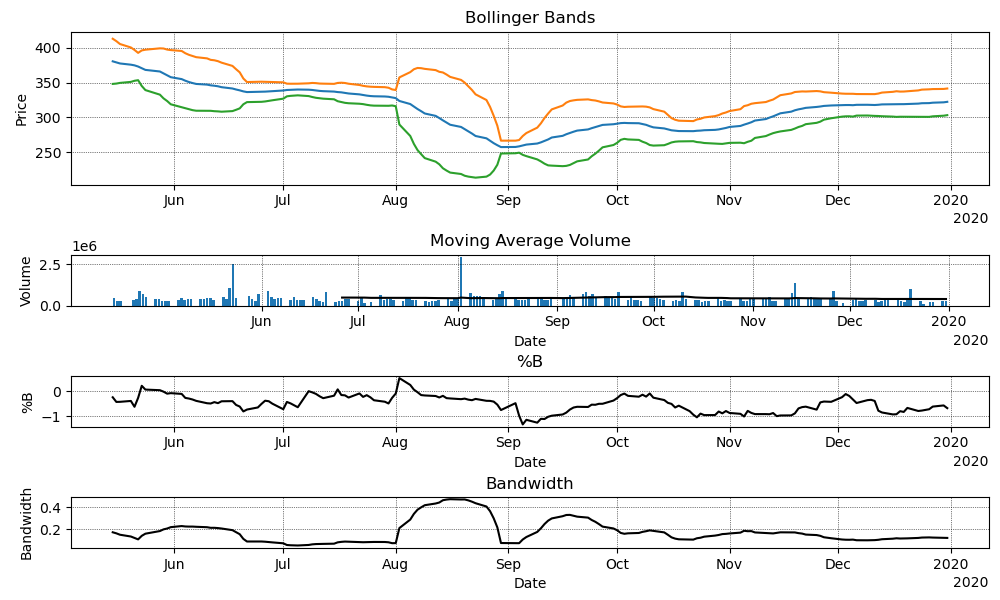 Bollinger Bands
Price
400
350
300
250
Jun Jul Aug Sep Oct Nov Dec 2020
2020
Moving Average Volume
1e6
Volume
2.5
0.0
Jun Jul Aug Sep Oct Nov Dec 2020
Date
2020
%B
%B
0
−1
Jun Jul Aug Sep Oct Nov Dec 2020
Date
2020
Bandwidth
Bandwidth
0.4
0.2
Jun Jul Aug Sep Oct Nov Dec 2020
Date
2020